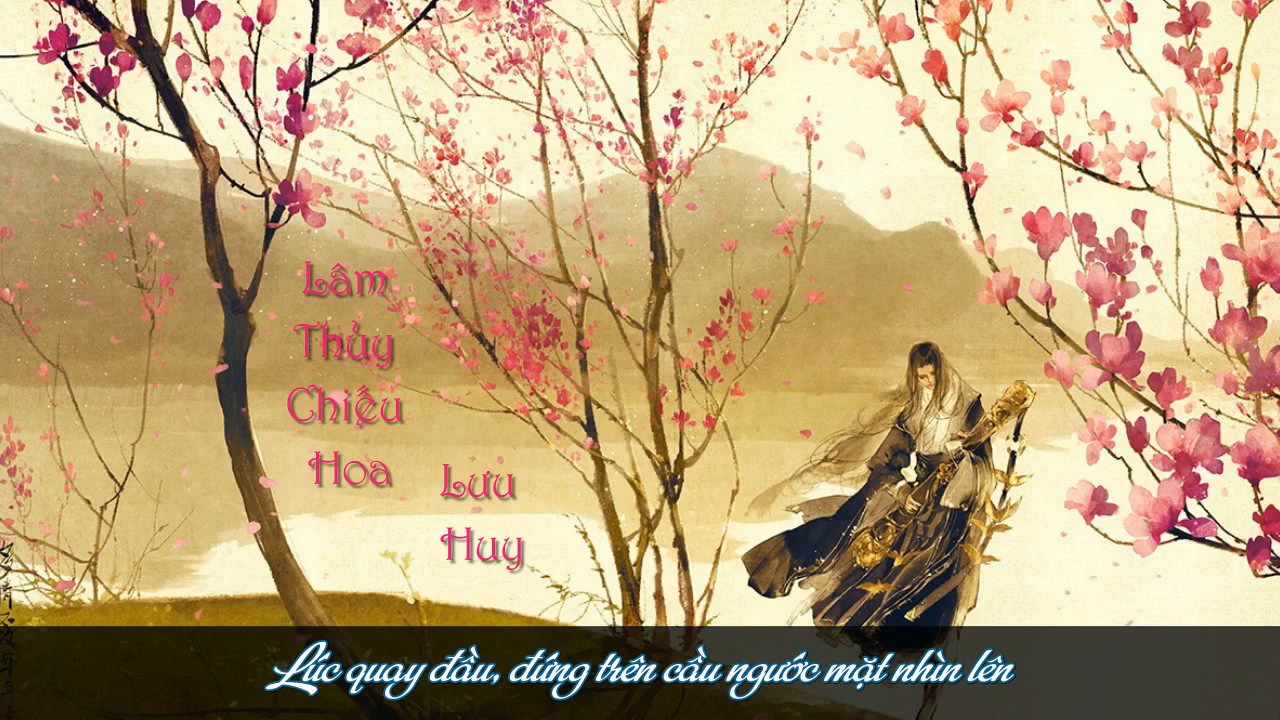 Lâm
Thủy
Chiếu
Hoa
Lưu
Huy
Lúc quay đầu, đứng trên cầu ngước mặt nhìn lên